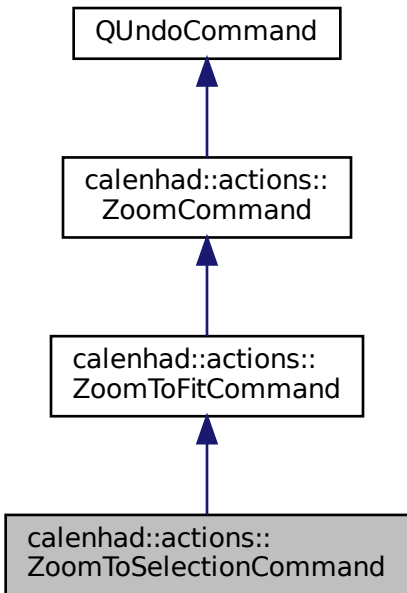 QUndoCommand
calenhad::actions::
ZoomCommand
calenhad::actions::
ZoomToFitCommand
calenhad::actions::
ZoomToSelectionCommand